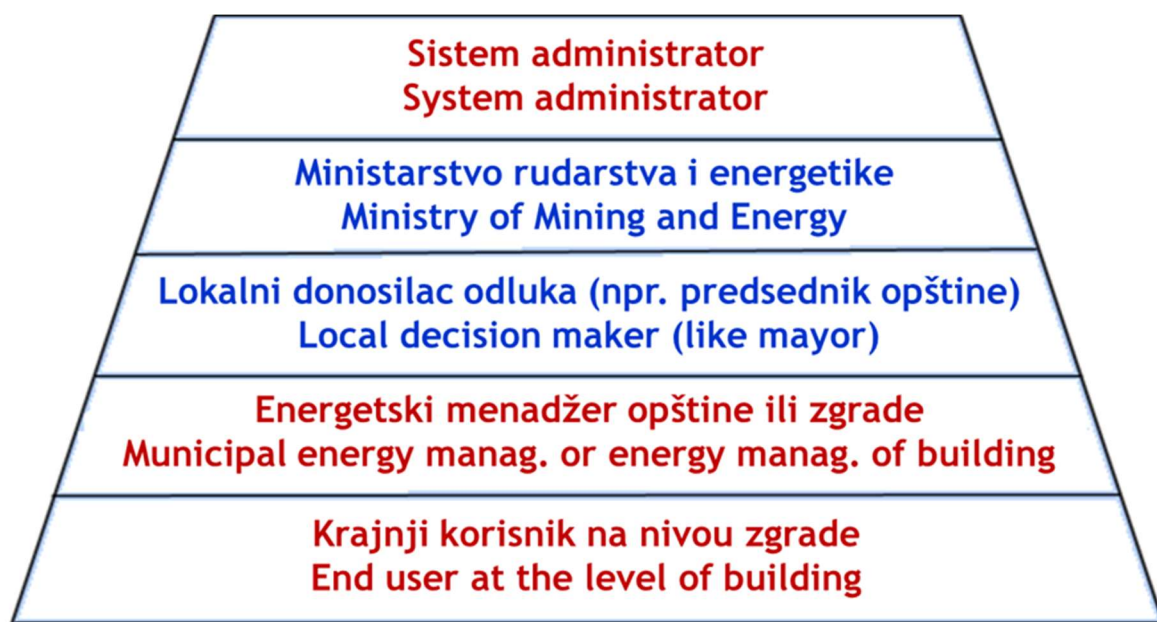 Sistem administrator
System administrator
Ministarstvo rudarstva i energetike
Ministry of Mining and Energy
Lokalni donosilac odluka (npr. predsednik opštine)
Local decision maker (like mayor)
Energetski menadžer opštine ili zgrade
Municipal energy manag. or energy manag. of building
Krajnji korisnik na nivou zgrade
End user at the level of building